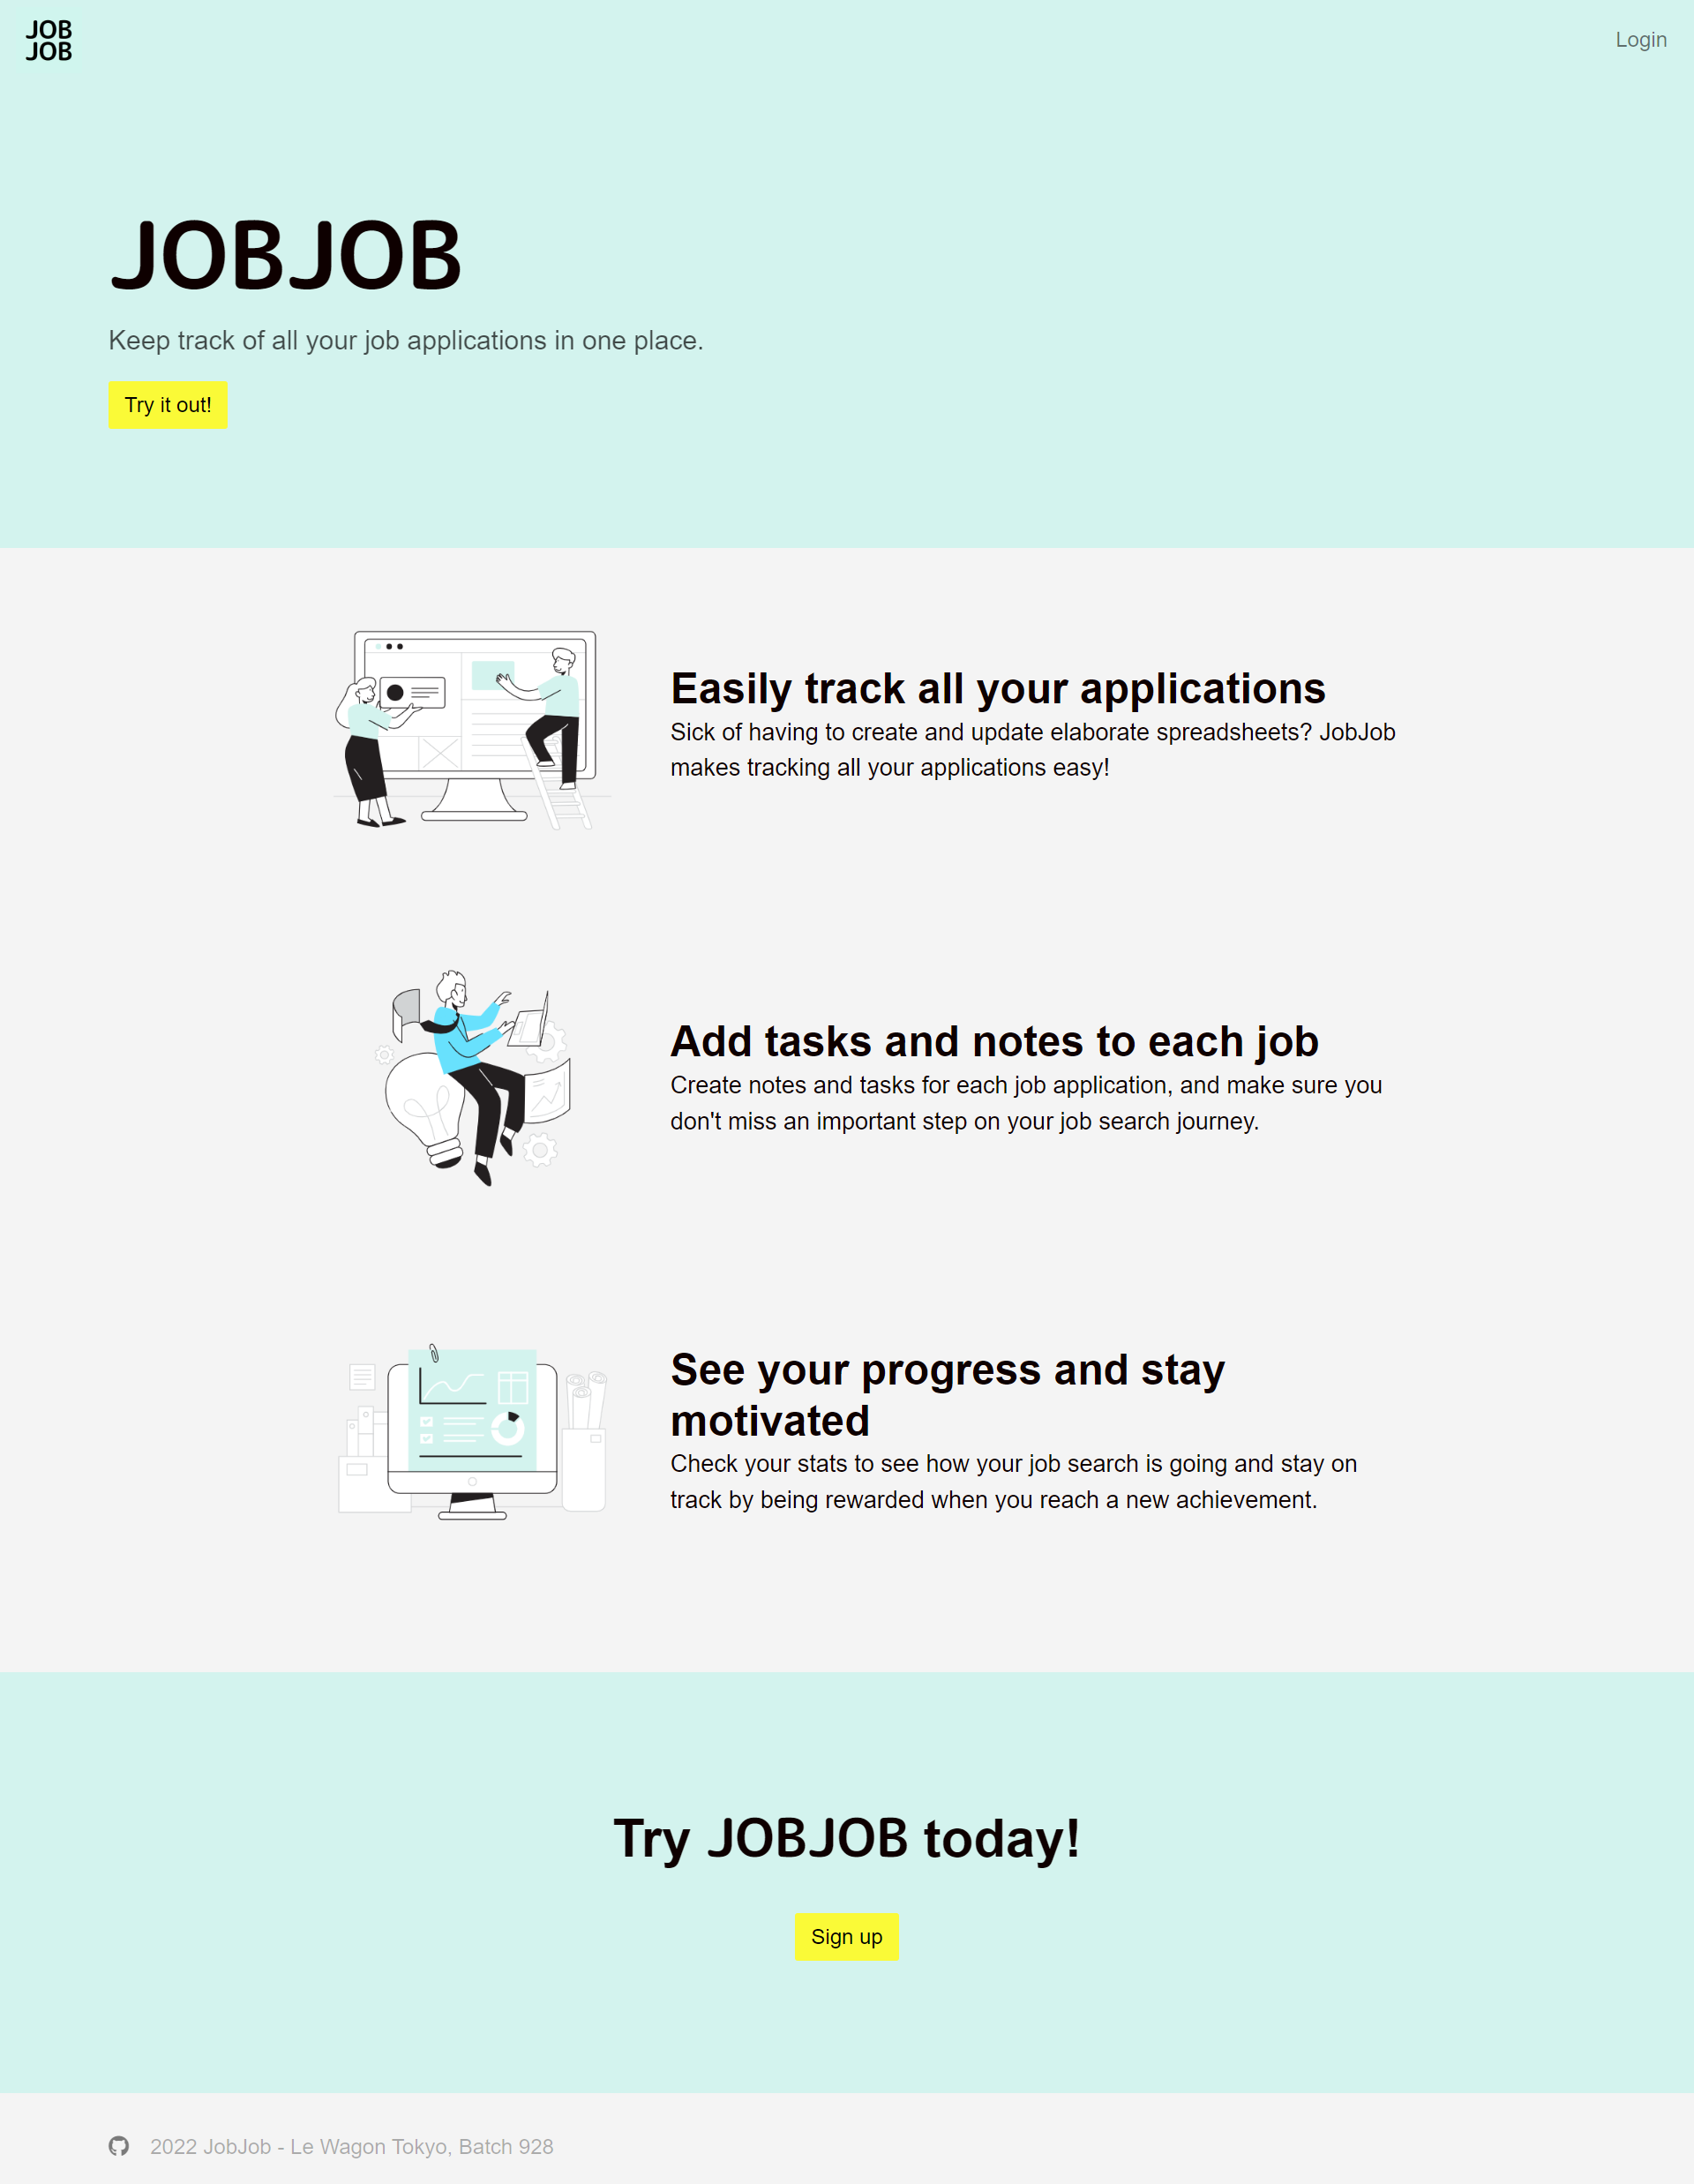 JOB
JOB
Login
JOBJOB
Keep track of all your job applications in one place.
Try it out!
Easily track all your applications
Sick of having to create and update elaborate spreadsheets? JobJob
makes tracking all your applications easy!
Add tasks and notes to each job
Create notes and tasks for each job application, and make sure you
don't miss an important step on your job search journey.
See your progress and stay
motivated
Check your stats to see how your job search is going and stay on
track by being rewarded when you reach a new achievement.
Try JOBJOB today!
Sign up
2022 JobJob - Le Wagon Tokyo, Batch 928